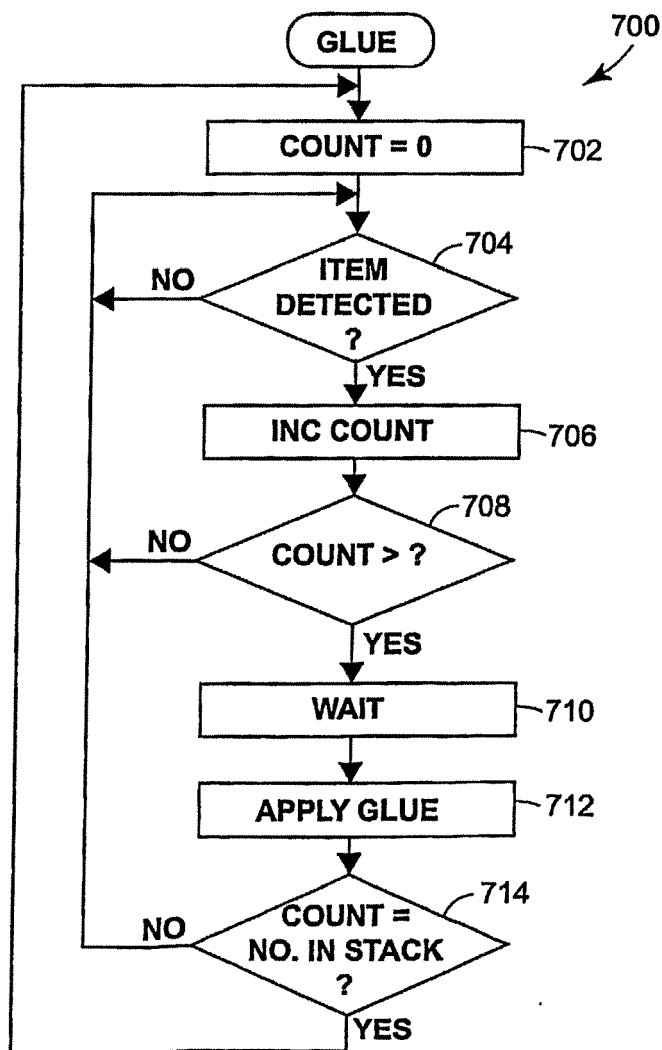 700
GLUE
COUNT = 0
702
704
ITEM
DETECTED
?
NO
YES
INC COUNT
706
708
COUNT > ?
NO
YES
WAIT
710
APPLY GLUE
712
714
COUNT =
NO. IN STACK
?
NO
YES